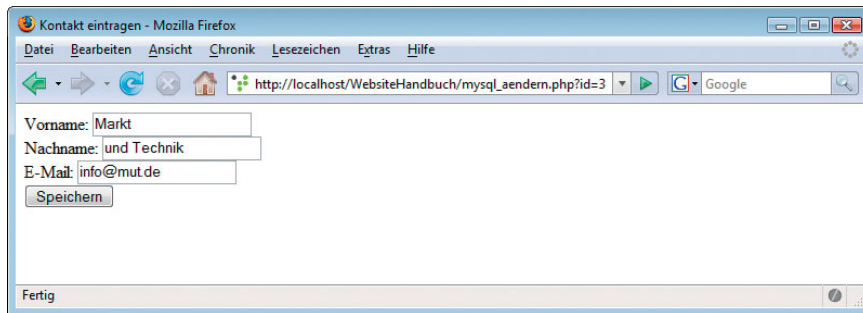 Kontakt eintragen - Mozilla Firefox
Datei Bearbeiten Ansicht Chronik Lesezeichen Extras Hilfe
http://localhost/WebsiteHandbuch/mysql_aendern.php?id=3 G Google
Vorname: Markt
Nachname: und Technik
E-Mail: info@mut.de
Speichern
Fertig